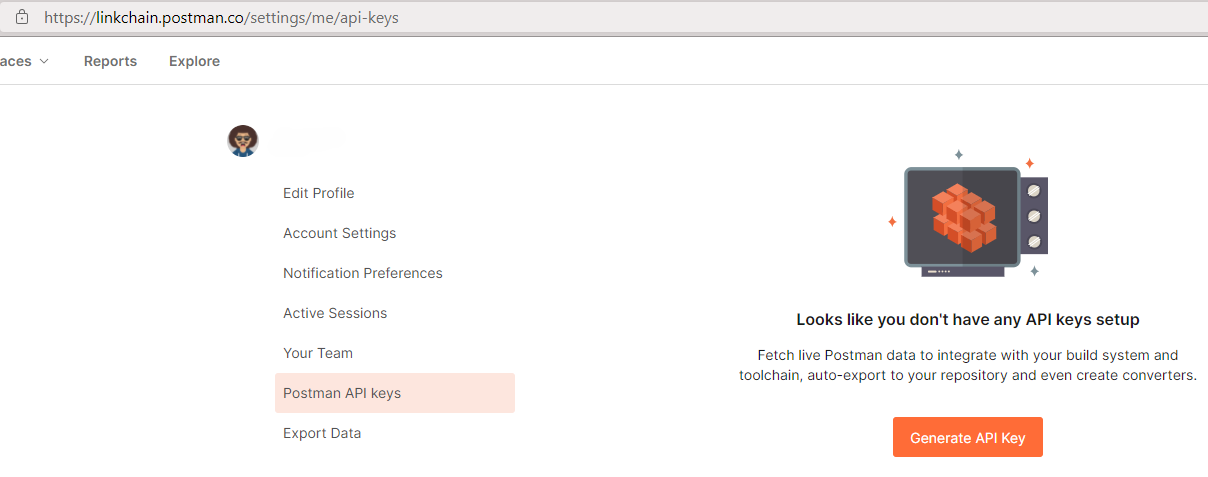 https://linkchain.postman.co/settings/me/api-keys
aces Reports Explore
Edit Profile
Account Settings
Notification Preferences
Active Sessions
Your Team
Postman API keys
Export Data
Looks like you don't have any API keys setup
Fetch live Postman data to integrate with your build system and
toolchain, auto-export to your repository and even create converters.
Generate API Key